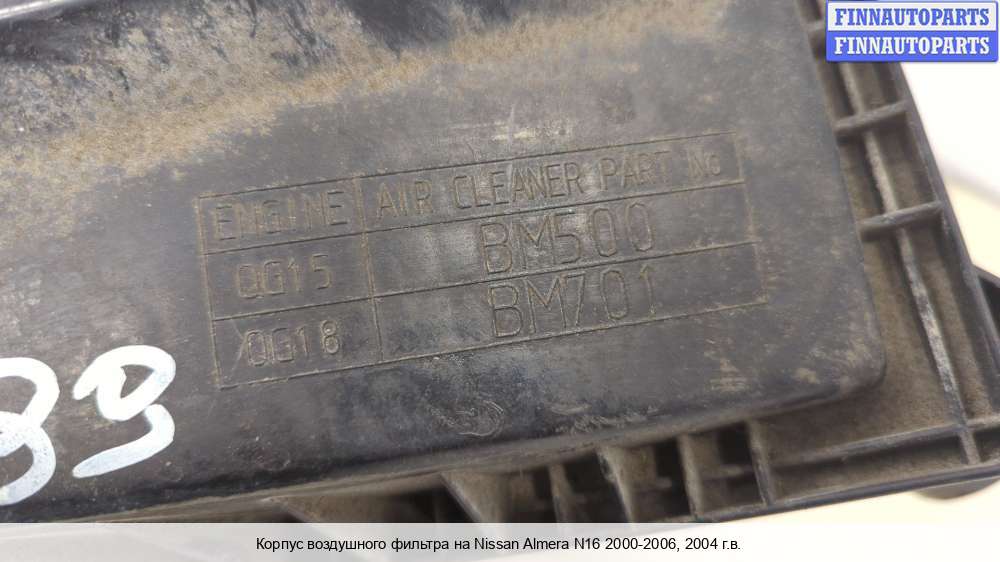 FINNAUTOPARTS
FINNAUTOPARTS
ENGINE AIR CLEANER PART No
QG15 BM500
QG18 BM701
Корпус воздушного фильтра на Nissan Almera N16 2000-2006, 2004 г.в.